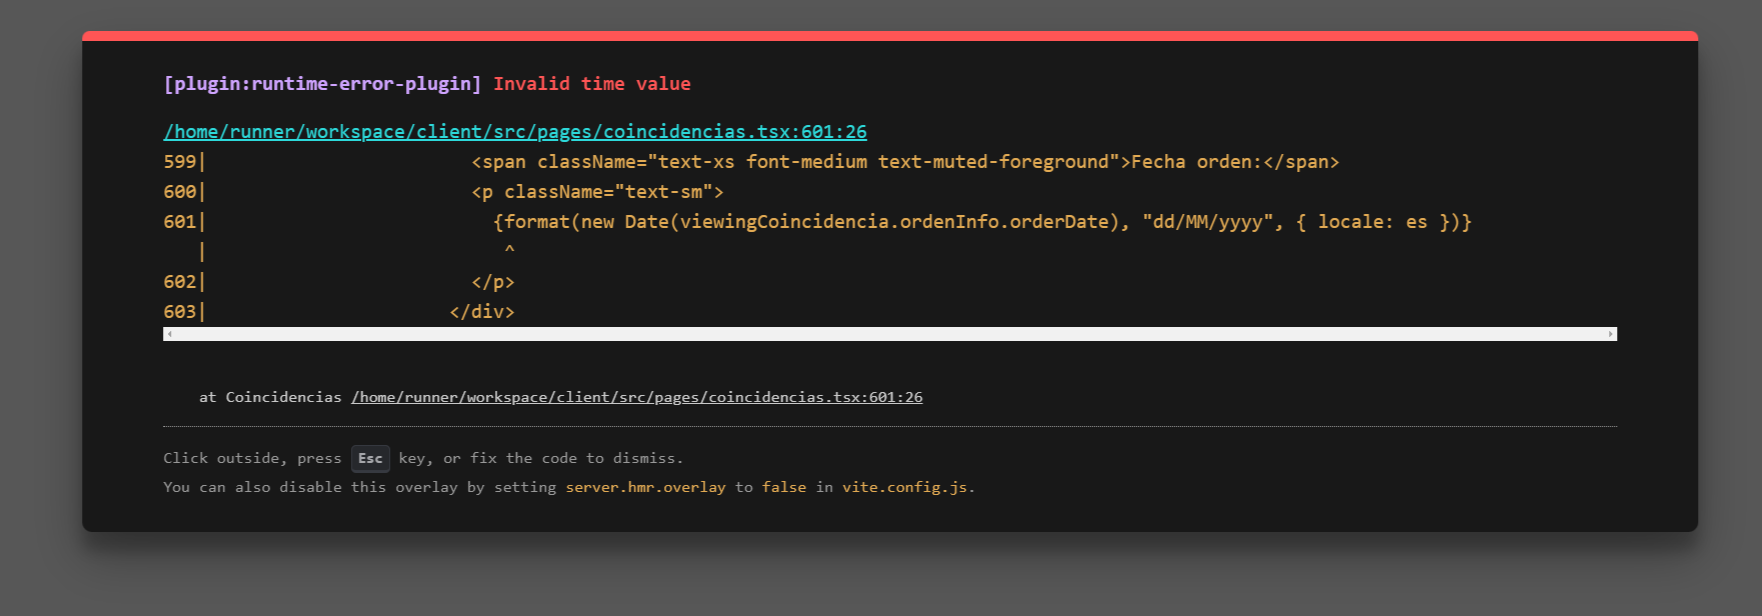 [plugin:runtime-error-plugin] Invalid time value
/home/runner/workspace/client/src/pages/coincidencias.tsx:601:26
599|                        <span className="text-xs font-medium text-muted-foreground">Fecha orden:</span>
600|                        <p className="text-sm">
601|                          {format(new Date(viewingCoincidencia.ordenInfo.orderDate), "dd/MM/yyyy", { locale: es })}
   |                           ^
602|                        </p>
603|                      </div>
at Coincidencias /home/runner/workspace/client/src/pages/coincidencias.tsx:601:26
Click outside, press Esc key, or fix the code to dismiss.
You can also disable this overlay by setting server.hmr.overlay to false in vite.config.js.